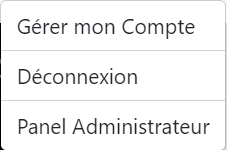 Gérer mon Compte
Déconnexion
Panel Administrateur